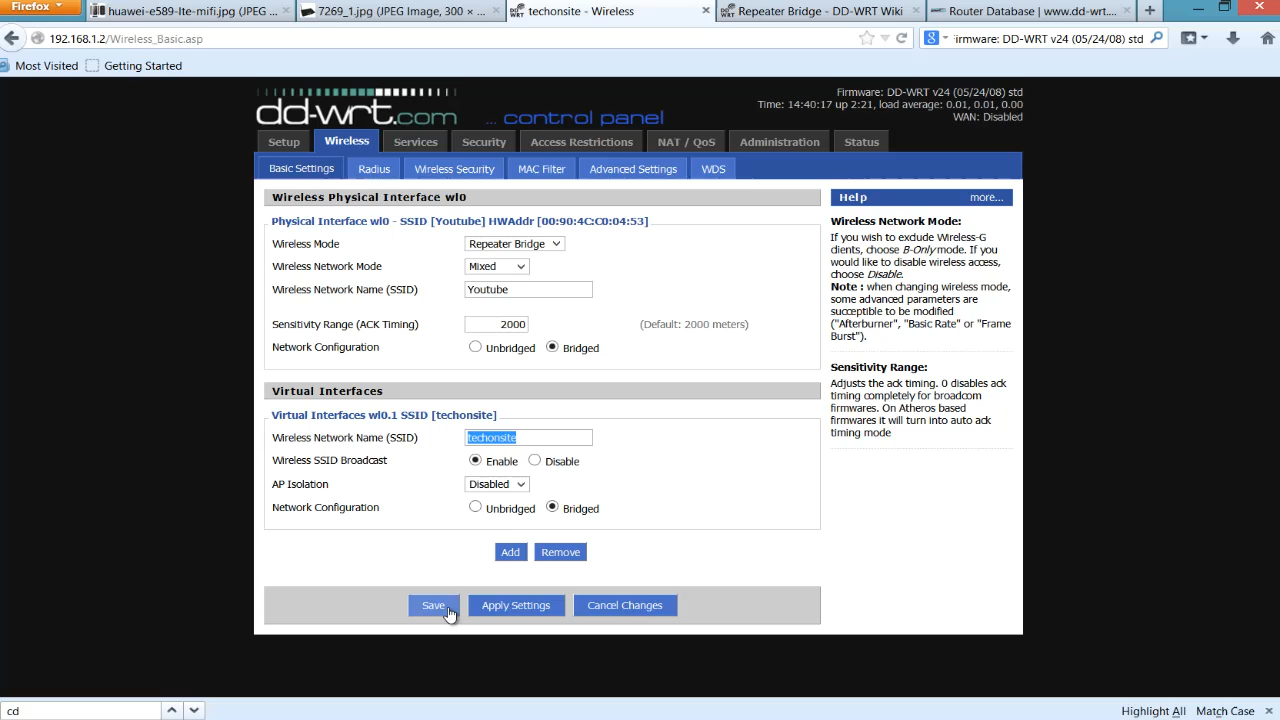 Firefox
huawei-e589-lte-mifi.jpg (JPEG ... ×
7269_1.jpg (JPEG Image, 300 × ... ×
techonsite - Wireless ×
Repeater Bridge - DD-WRT Wiki ×
Router Database | www.dd-wrt.... ×
192.168.1.2/Wireless_Basic.asp
irmware: DD-WRT v24 (05/24/08) std
Most Visited
Getting Started
dd-wrt.com ... control panel
Firmware: DD-WRT v24 (05/24/08) std
Time: 14:40:17 up 2:21, load average: 0.01, 0.01, 0.00
WAN: Disabled
Setup Wireless Services Security Access Restrictions NAT / QoS Administration Status
Basic Settings Radius Wireless Security MAC Filter Advanced Settings WDS
Wireless Physical Interface wl0
Physical Interface wl0 - SSID [Youtube] HWAddr [00:90:4C:C0:04:53]
Wireless Mode Repeater Bridge
Wireless Network Mode Mixed
Wireless Network Name (SSID) Youtube
Sensitivity Range (ACK Timing) 2000 (Default: 2000 meters)
Network Configuration Unbridged Bridged
Virtual Interfaces
Virtual Interfaces wl0.1 SSID [techonsite]
Wireless Network Name (SSID) techonsite
Wireless SSID Broadcast Enable Disable
AP Isolation Disabled
Network Configuration Unbridged Bridged
Add Remove
Save Apply Settings Cancel Changes
Help more...
Wireless Network Mode:
If you wish to exclude Wireless-G
clients, choose B-Only mode. If you
would like to disable wireless access,
choose Disable.
Note : when changing wireless mode,
some advanced parameters are
susceptible to be modified
("Afterburner", "Basic Rate" or "Frame
Burst").
Sensitivity Range:
Adjusts the ack timing. 0 disables ack
timing completely for broadcom
firmwares. On Atheros based
firmwares it will turn into auto ack
timing mode
cd
Highlight All Match Case ×